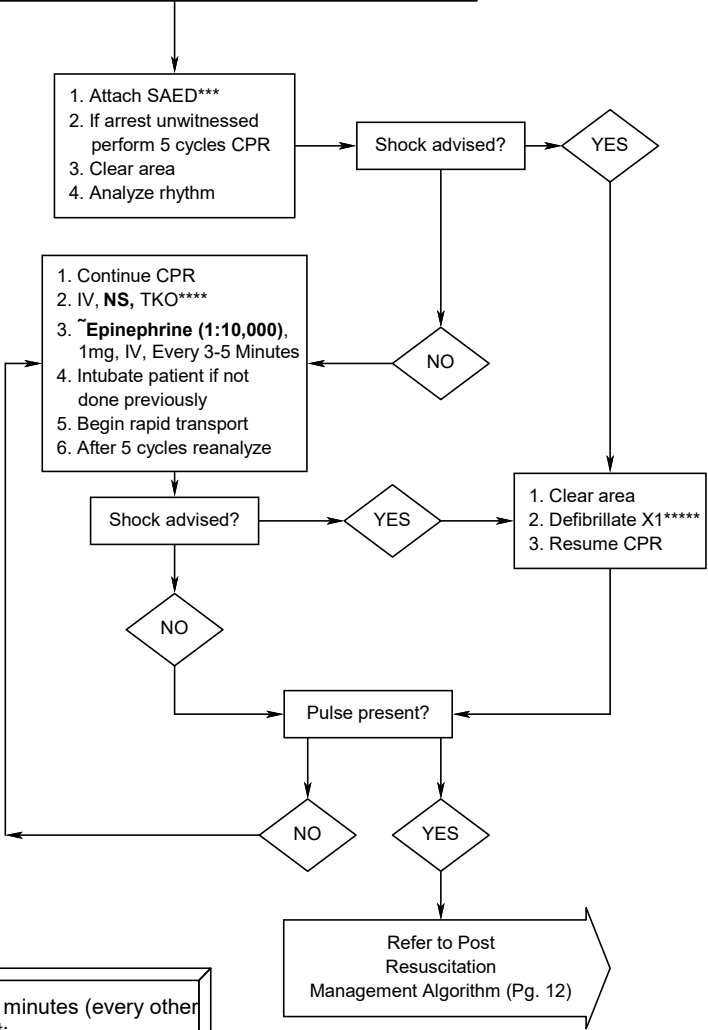 1. Attach SAED***
2. If arrest unwitnessed
perform 5 cycles CPR
3. Clear area
4. Analyze rhythm
Shock advised?
YES
1. Continue CPR
2. IV, NS, TKO****
3. ˜Epinephrine (1:10,000),
1mg, IV, Every 3-5 Minutes
4. Intubate patient if not
done previously
5. Begin rapid transport
6. After 5 cycles reanalyze
NO
Shock advised?
YES
1. Clear area
2. Defibrillate X1*****
3. Resume CPR
NO
Pulse present?
NO
YES
Refer to Post
Resuscitation
Management Algorithm (Pg. 12)
minutes (every other